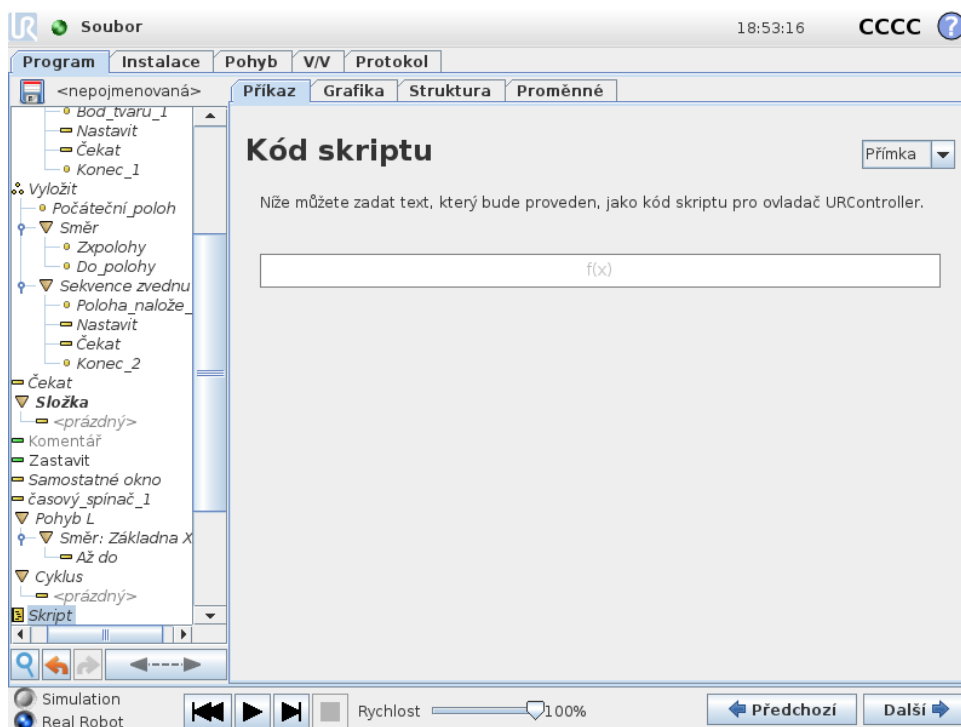 UR Soubor 18:53:16 CCCC ?
Program Instalace Pohyb V/V Protokol
<nepojmenovaná> Příkaz Grafika Struktura Proměnné
Bod_tvaru_1
Nastavit
Čekat
Konec_1
Vyložit
Počáteční_poloh
Směr
Zxpolohy
Do_polohy
Sekvence zvednu
Poloha_nalože_
Nastavit
Čekat
Konec_2
Čekat
Složka
<prázdný>
Komentář
Zastavit
Samostatné okno
časový_spínač_1
Pohyb L
Směr: Základna X
Až do
Cyklus
<prázdný>
Skript
Kód skriptu
Přímka
Níže můžete zadat text, který bude proveden, jako kód skriptu pro ovladač URController.
f(x)
Simulation
Real Robot
Rychlost 100%
Předchozí Další